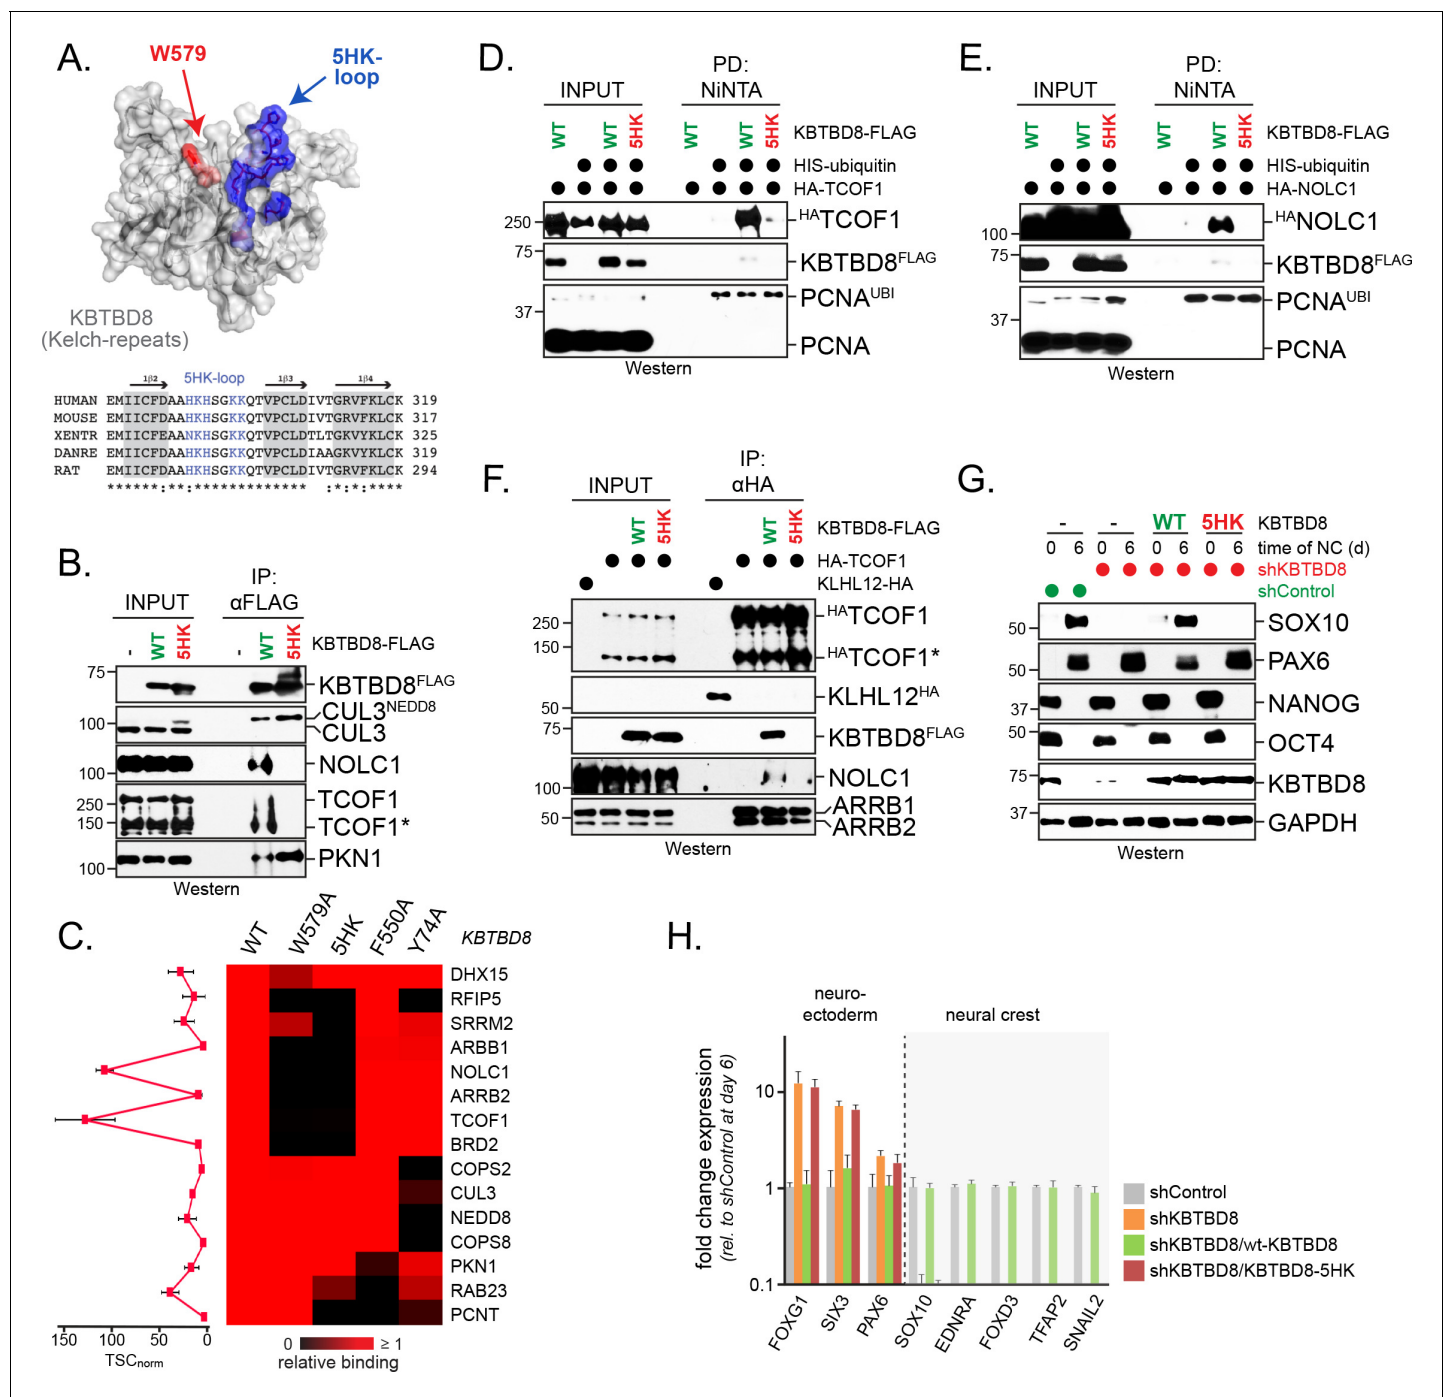 A.
W579
5HK-
loop
KBTBD8
(Kelch-repeats)
1β2 5HK-loop 1β3 1β4
HUMAN EMIICFDAAHKHSGKKQTVPCLDIVTGRVFKLCK 319
MOUSE EMIICFDAAHKHSGKKQTVPCLDIVTGRVFKLCK 317
XENTR EMIICFEAANKHSGKKQTVPCLDTLTGKVYKLCK 325
DANRE EMIICFDAAHKHSGKKQTVPCLDIAAGKVYKLCK 319
RAT EMIICFDAAHKHSGKKQTVPCLDIVTGRVFKLCK 294
******:**:************* :*:*:****
B.
IP:
INPUT αFLAG
- WT 5HK - WT 5HK KBTBD8-FLAG
75 KBTBD8FLAG
CUL3NEDD8
100 CUL3
NOLC1
100
TCOF1
250
150 TCOF1*
PKN1
100
Western
C.
WT W579A 5HK F550A Y74A KBTBD8
DHX15
RFIP5
SRRM2
ARBB1
NOLC1
ARRB2
TCOF1
BRD2
COPS2
CUL3
NEDD8
COPS8
PKN1
RAB23
PCNT
150 100 50 0
TSCnorm
0 ≥ 1
relative binding
D.
PD:
INPUT NiNTA
WT WT 5HK WT WT 5HK KBTBD8-FLAG
HIS-ubiquitin
HA-TCOF1
250 HATCOF1
75
KBTBD8FLAG
PCNAUBI
37
PCNA
Western
E.
PD:
INPUT NiNTA
WT WT 5HK WT WT 5HK KBTBD8-FLAG
HIS-ubiquitin
HA-NOLC1
HANOLC1
100
75
KBTBD8FLAG
PCNAUBI
37
PCNA
Western
F.
IP:
INPUT αHA
WT 5HK WT 5HK KBTBD8-FLAG
HA-TCOF1
KLHL12-HA
250 HATCOF1
150
HATCOF1*
KLHL12HA
50
75
KBTBD8FLAG
NOLC1
100
ARRB1
50
ARRB2
Western
G.
- - WT 5HK KBTBD8
0 6 0 6 0 6 0 6 time of NC (d)
shKBTBD8
shControl
50 SOX10
50 PAX6
37 NANOG
50
OCT4
75 KBTBD8
37 GAPDH
Western
H.
neuro-
ectoderm neural crest
fold change expression
(rel. to shControl at day 6)
10
1
0.1
FOXG1 SIX3 PAX6 SOX10 EDNRA FOXD3 TFAP2 SNAIL2
shControl
shKBTBD8
shKBTBD8/wt-KBTBD8
shKBTBD8/KBTBD8-5HK